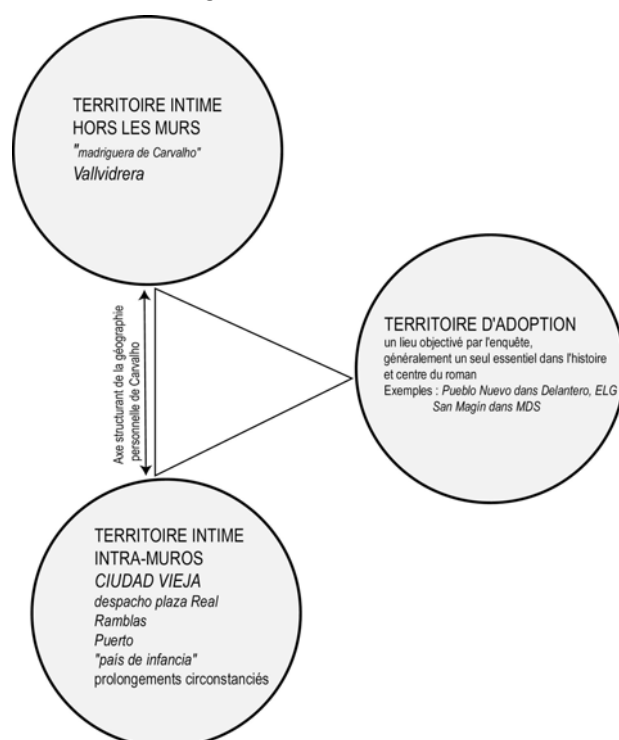 TERRITOIRE INTIME
HORS LES MURS
"madriguera de Carvalho"
Vallvidrera
Axe structurant de la géographie
personnelle de Carvalho
TERRITOIRE D'ADOPTION
un lieu objectivé par l'enquête,
généralement un seul essentiel dans l'histoire
et centre du roman
Exemples : Pueblo Nuevo dans Delantero, ELG
San Magín dans MDS
TERRITOIRE INTIME
INTRA-MUROS
CIUDAD VIEJA
despacho plaza Real
Ramblas
Puerto
"país de infancia"
prolongements circonstanciés